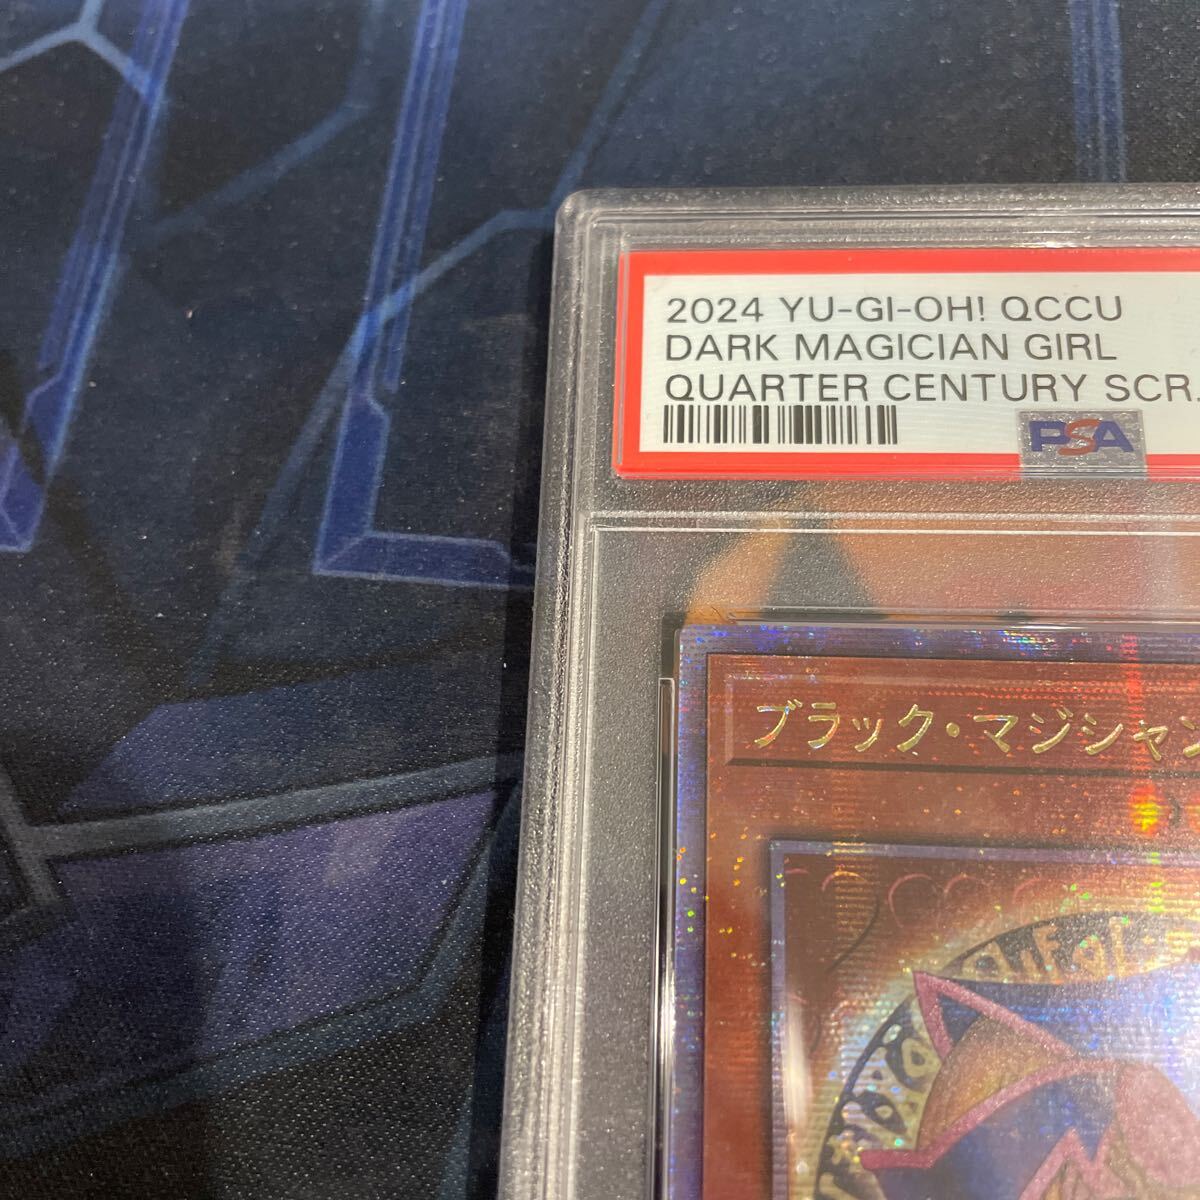 2024 YU-GI-OH! QCCU
DARK MAGICIAN GIRL
QUARTER CENTURY SCR.
PSA
ブラック・マジシャン